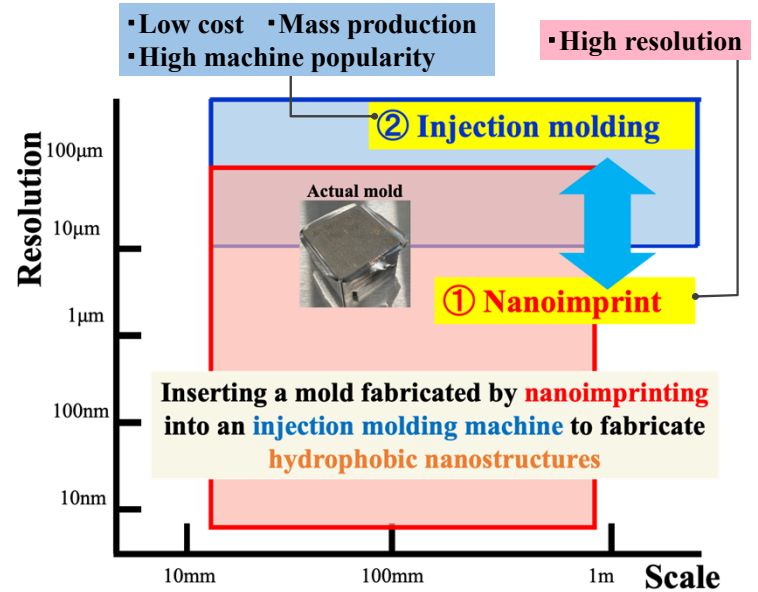 ▪Low cost ▪Mass production
▪High machine popularity
▪High resolution
② Injection molding
100μm
Actual mold
Resolution
10μm
① Nanoimprint
1μm
Inserting a mold fabricated by nanoimprinting
into an injection molding machine to fabricate
hydrophobic nanostructures
100nm
10nm
10mm
100mm
1m
Scale